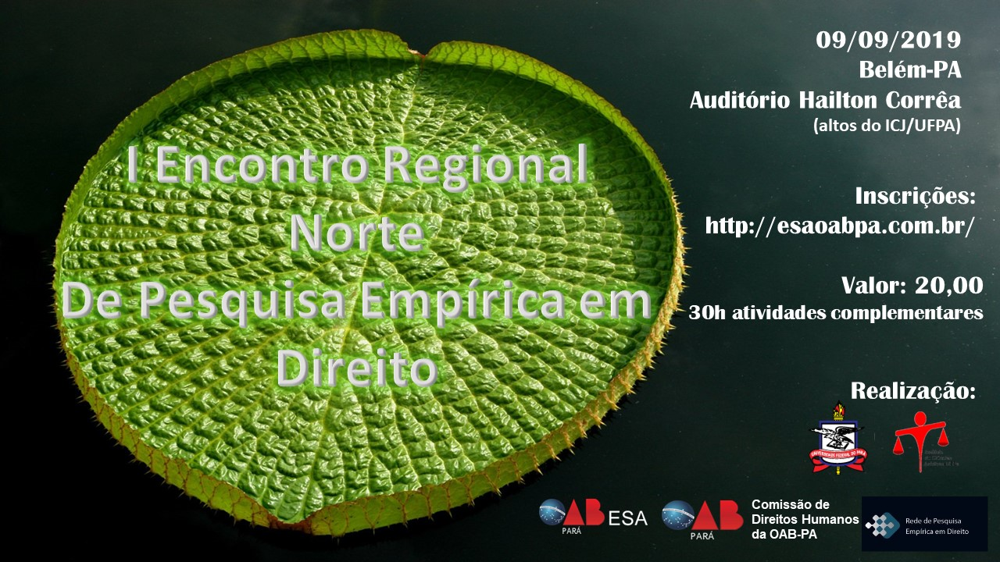 I Encontro Regional
Norte
De Pesquisa Empírica em
Direito
09/09/2019
Belém-PA
Auditório Hailton Corrêa
(altos do ICJ/UFPA)
Inscrições:
http://esaoabpa.com.br/
Valor: 20,00
30h atividades complementares
Realização:
UNIVERSIDADE FEDERAL DO PARÁ
OAB ESA
PARÁ
OAB
PARÁ
Comissão de
Direitos Humanos
da OAB-PA
Rede de Pesquisa
Empírica em Direito